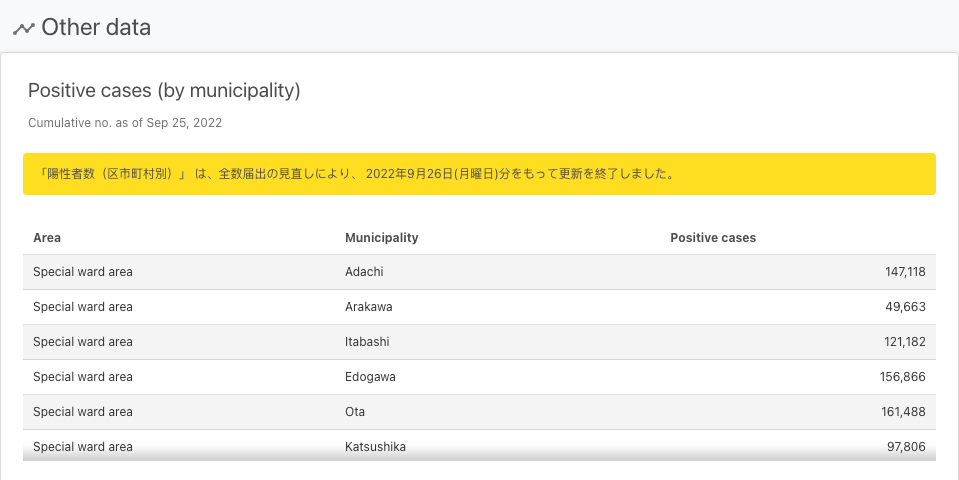 Other data
Positive cases (by municipality)
Cumulative no. as of Sep 25, 2022
「陽性者数（区市町村別）」 は、全数届出の見直しにより、 2022年9月26日(月曜日)分をもって更新を終了しました。
Area Municipality Positive cases
Special ward area Adachi 147,118
Special ward area Arakawa 49,663
Special ward area Itabashi 121,182
Special ward area Edogawa 156,866
Special ward area Ota 161,488
Special ward area Katsushika 97,806